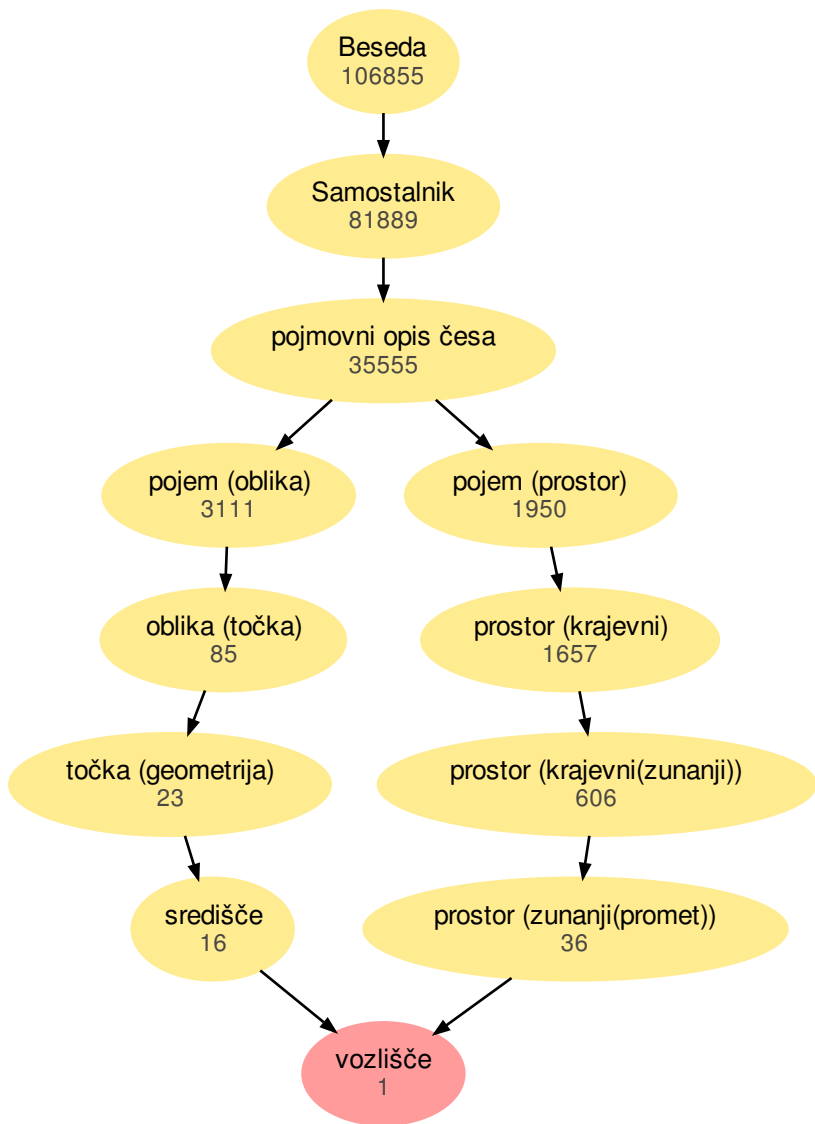 Beseda
106855
Samostalnik
81889
pojmovni opis česa
35555
pojem (oblika)
3111
pojem (prostor)
1950
oblika (točka)
85
prostor (krajevni)
1657
točka (geometrija)
23
prostor (krajevni(zunanji))
606
središče
16
prostor (zunanji(promet))
36
vozlišče
1